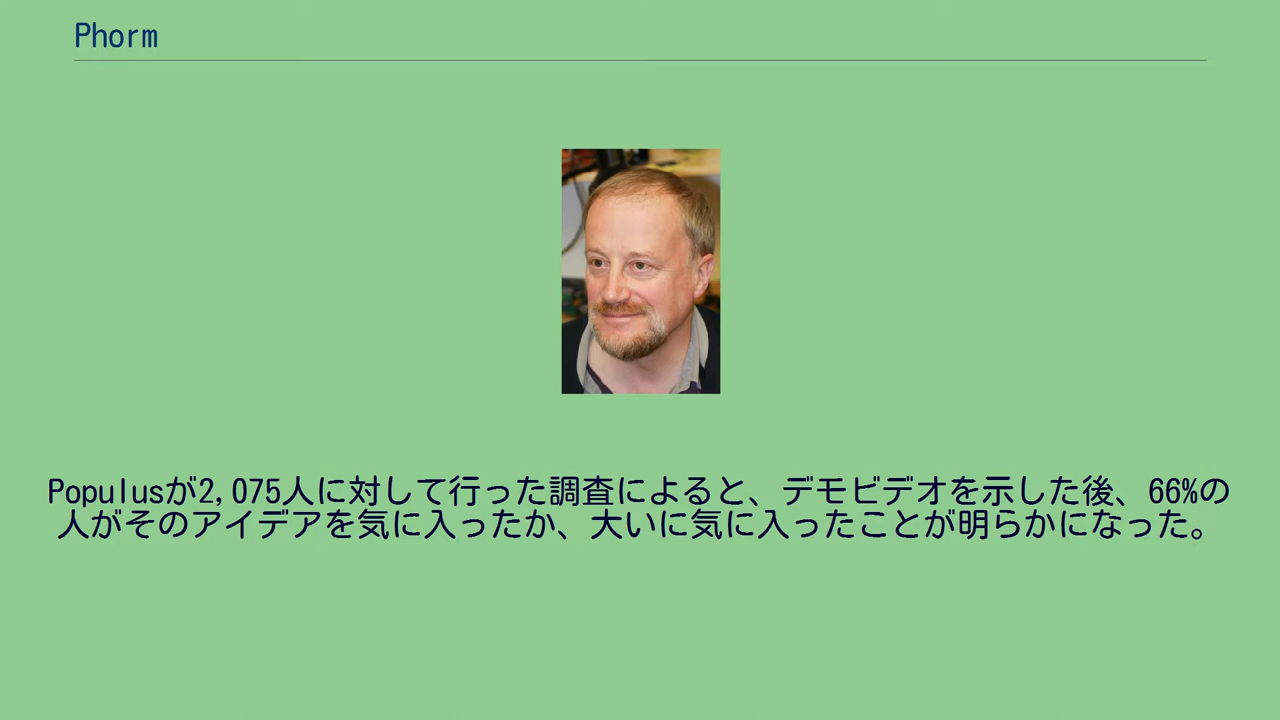 Phorm
Populusが2,075人に対して行った調査によると、デモビデオを示した後、66%の
人がそのアイデアを気に入ったか、大いに気に入ったことが明らかになった。